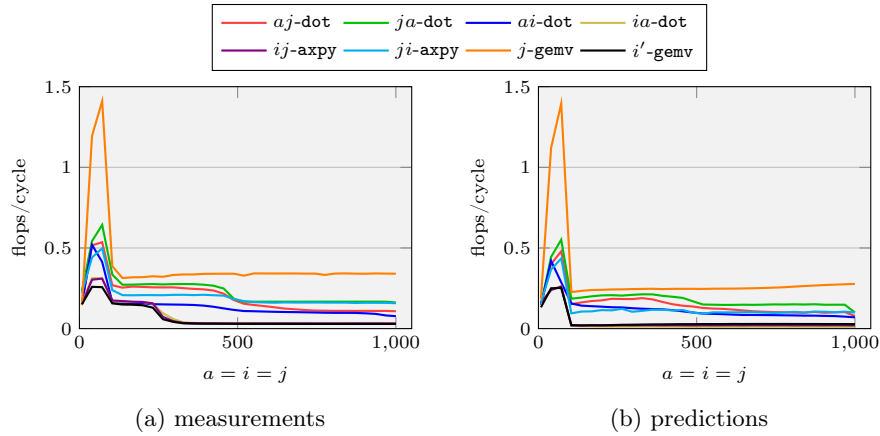 aj-dot ja-dot ai-dot ia-dot
ij-axpy ji-axpy j-gemv i′-gemv
1.5 1.5
1 1
0.5 0.5
0 0
flops/cycle flops/cycle
0 500 1,000 0 500 1,000
a = i = j a = i = j
(a) measurements (b) predictions